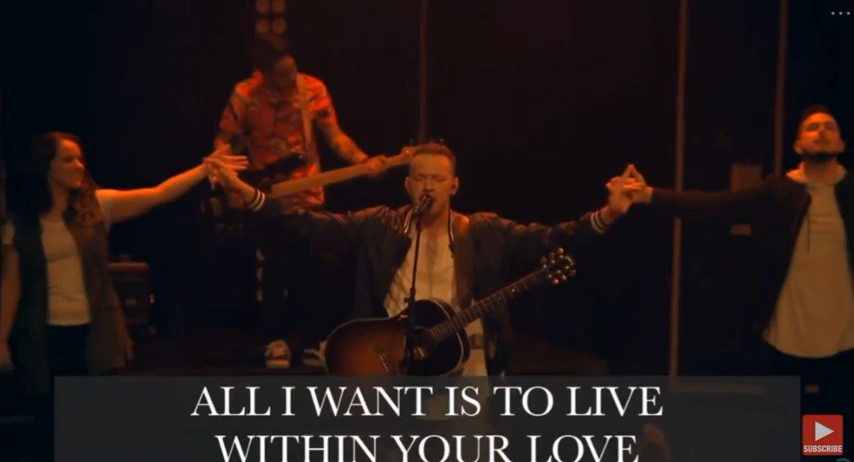 ALL I WANT IS TO LIVE
WITHIN YOUR LOVE
SUBSCRIBE